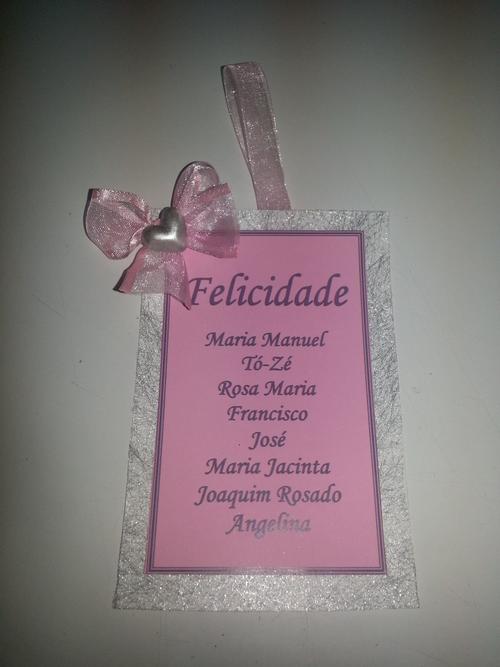 Felicidade
Maria Manuel
Tó-Zé
Rosa Maria
Francisco
José
Maria Jacinta
Joaquim Rosado
Angelina